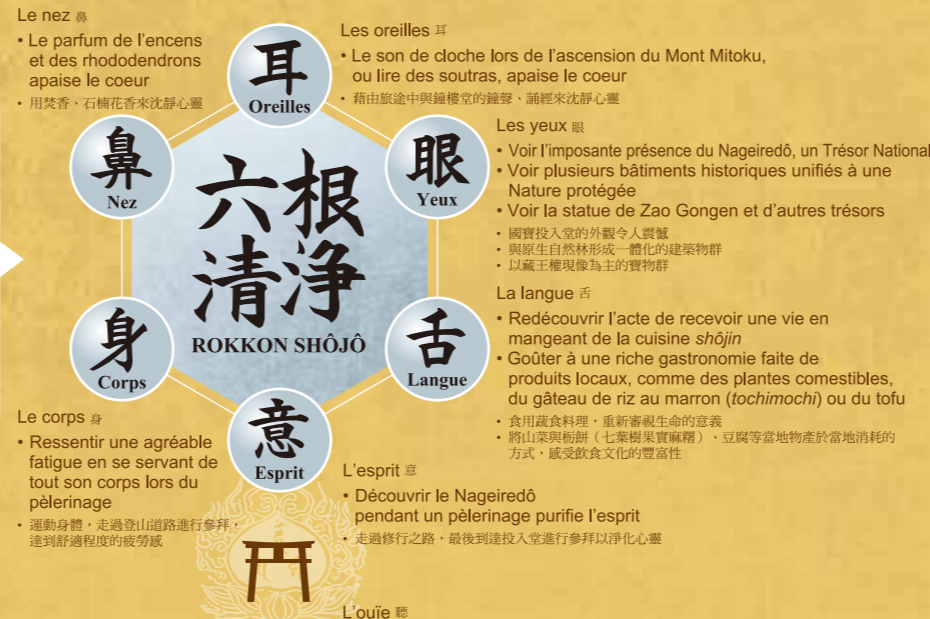 Le nez 鼻
• Le parfum de l'encens
et des rhododendrons
apaise le coeur
• 用焚香、石楠花香來沈靜心靈
Les oreilles 耳
• Le son de cloche lors de l'ascension du Mont Mitoku,
ou lire des soutras, apaise le coeur
• 藉由旅途中與鐘樓堂的鐘聲、誦經來沈靜心靈
耳
Oreilles
鼻
Nez
眼
Yeux
Les yeux 眼
• Voir l'imposante présence du Nageiredô, un Trésor National
• Voir plusieurs bâtiments historiques unifiés à une
Nature protégée
• Voir la statue de Zao Gongen et d'autres trésors
• 國寶投入堂的外觀令人震憾
• 與原生自然林形成一體化的建築物群
• 以藏王權現像為主的寶物群
六根
清浄
ROKKON SHÔJÔ
身
Corps
舌
Langue
La langue 舌
• Redécouvrir l'acte de recevoir une vie en
mangeant de la cuisine shôjin
• Goûter à une riche gastronomie faite de
produits locaux, comme des plantes comestibles,
du gâteau de riz au marron (tochimochi) ou du tofu
• 食用蔬食料理，重新審視生命的意義
• 將山菜與栃餅（七葉樹果實麻糬）、豆腐等當地物產於當地消耗的
方式，感受飲食文化的豐富性
Le corps 身
• Ressentir une agréable
fatigue en se servant de
tout son corps lors du
pèlerinage
• 運動身體，走過登山道路進行參拜，
達到舒適程度的疲勞感
意
Esprit
L'esprit 意
• Découvrir le Nageiredô
pendant un pèlerinage purifie l'esprit
• 走過修行之路，最後到達投入堂進行參拜以淨化心靈
L'ouïe 聽